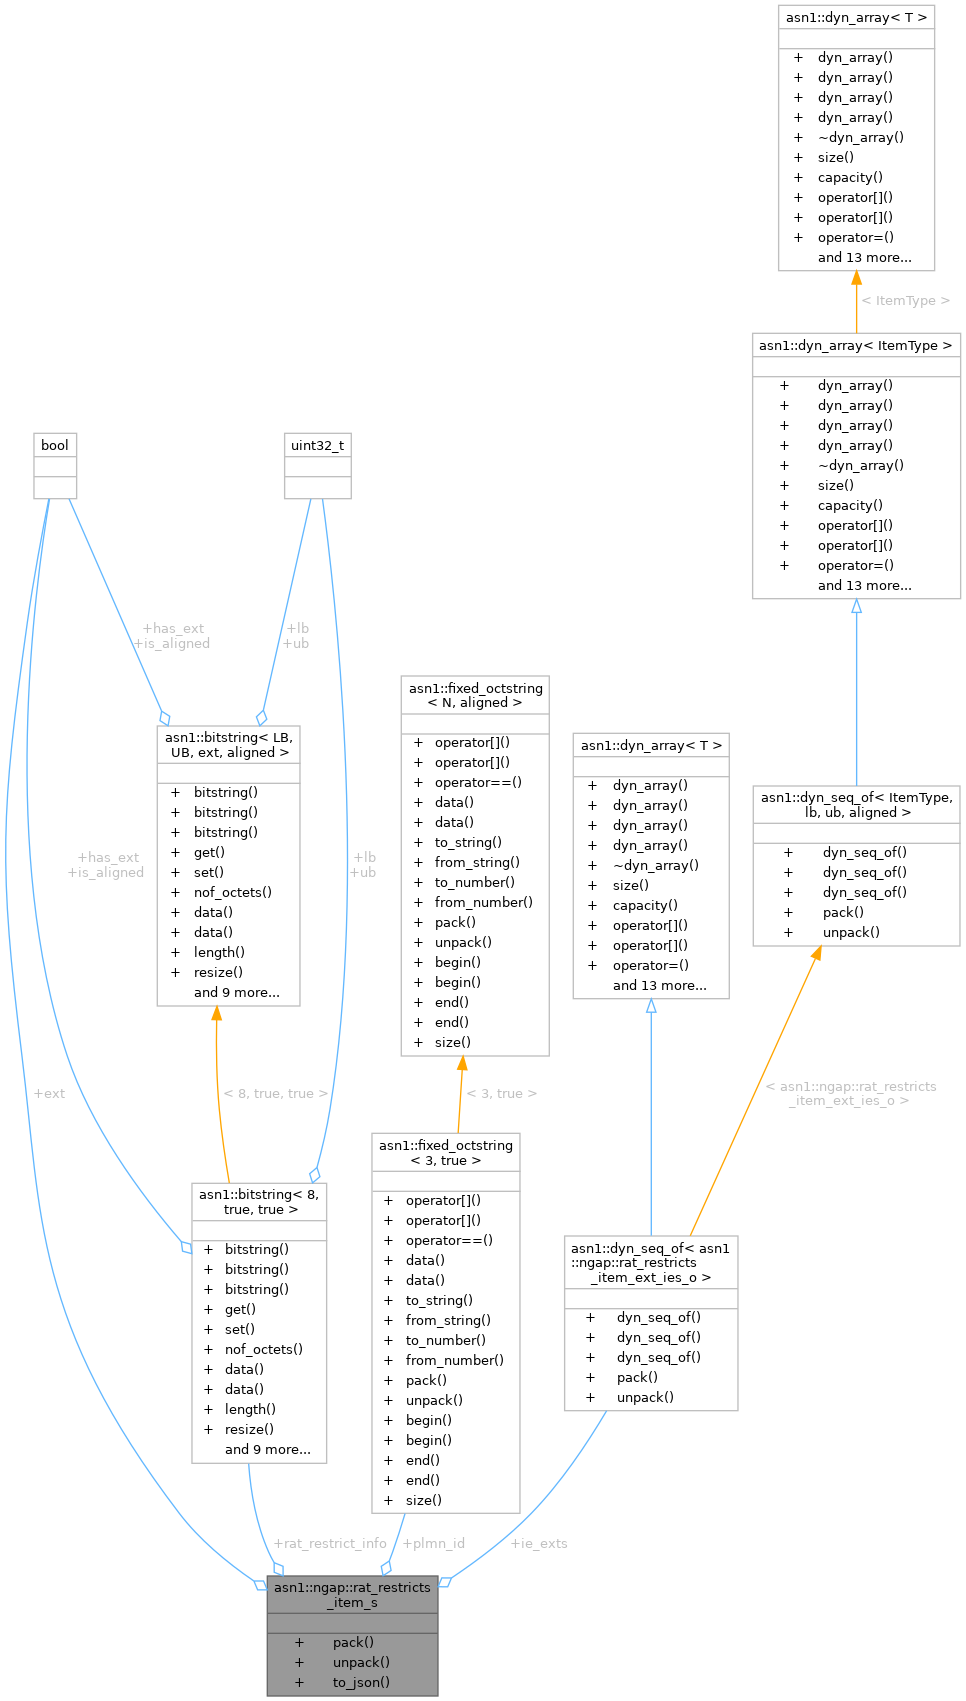 asn1::dyn_array< T >
+ dyn_array()
+ dyn_array()
+ dyn_array()
+ dyn_array()
+ ~dyn_array()
+ size()
+ capacity()
+ operator[]()
+ operator[]()
+ operator=()
and 13 more...
< ItemType >
asn1::dyn_array< ItemType >
+ dyn_array()
+ dyn_array()
+ dyn_array()
+ dyn_array()
+ ~dyn_array()
+ size()
+ capacity()
+ operator[]()
+ operator[]()
+ operator=()
and 13 more...
bool
uint32_t
+has_ext
+is_aligned
+lb
+ub
asn1::bitstring< LB,
UB, ext, aligned >
+ bitstring()
+ bitstring()
+ bitstring()
+ get()
+ set()
+ nof_octets()
+ data()
+ data()
+ length()
+ resize()
and 9 more...
asn1::fixed_octstring
< N, aligned >
+ operator[]()
+ operator[]()
+ operator==()
+ data()
+ data()
+ to_string()
+ from_string()
+ to_number()
+ from_number()
+ pack()
+ unpack()
+ begin()
+ begin()
+ end()
+ end()
+ size()
asn1::dyn_array< T >
+ dyn_array()
+ dyn_array()
+ dyn_array()
+ dyn_array()
+ ~dyn_array()
+ size()
+ capacity()
+ operator[]()
+ operator[]()
+ operator=()
and 13 more...
asn1::dyn_seq_of< ItemType,
lb, ub, aligned >
+ dyn_seq_of()
+ dyn_seq_of()
+ dyn_seq_of()
+ pack()
+ unpack()
+has_ext
+is_aligned
+lb
+ub
+ext
< 8, true, true >
< 3, true >
< asn1::ngap::rat_restricts
_item_ext_ies_o >
asn1::bitstring< 8,
true, true >
+ bitstring()
+ bitstring()
+ bitstring()
+ get()
+ set()
+ nof_octets()
+ data()
+ data()
+ length()
+ resize()
and 9 more...
asn1::fixed_octstring
< 3, true >
+ operator[]()
+ operator[]()
+ operator==()
+ data()
+ data()
+ to_string()
+ from_string()
+ to_number()
+ from_number()
+ pack()
+ unpack()
+ begin()
+ begin()
+ end()
+ end()
+ size()
asn1::dyn_seq_of< asn1
::ngap::rat_restricts
_item_ext_ies_o >
+ dyn_seq_of()
+ dyn_seq_of()
+ dyn_seq_of()
+ pack()
+ unpack()
+rat_restrict_info
+plmn_id
+ie_exts
asn1::ngap::rat_restricts
_item_s
+ pack()
+ unpack()
+ to_json()